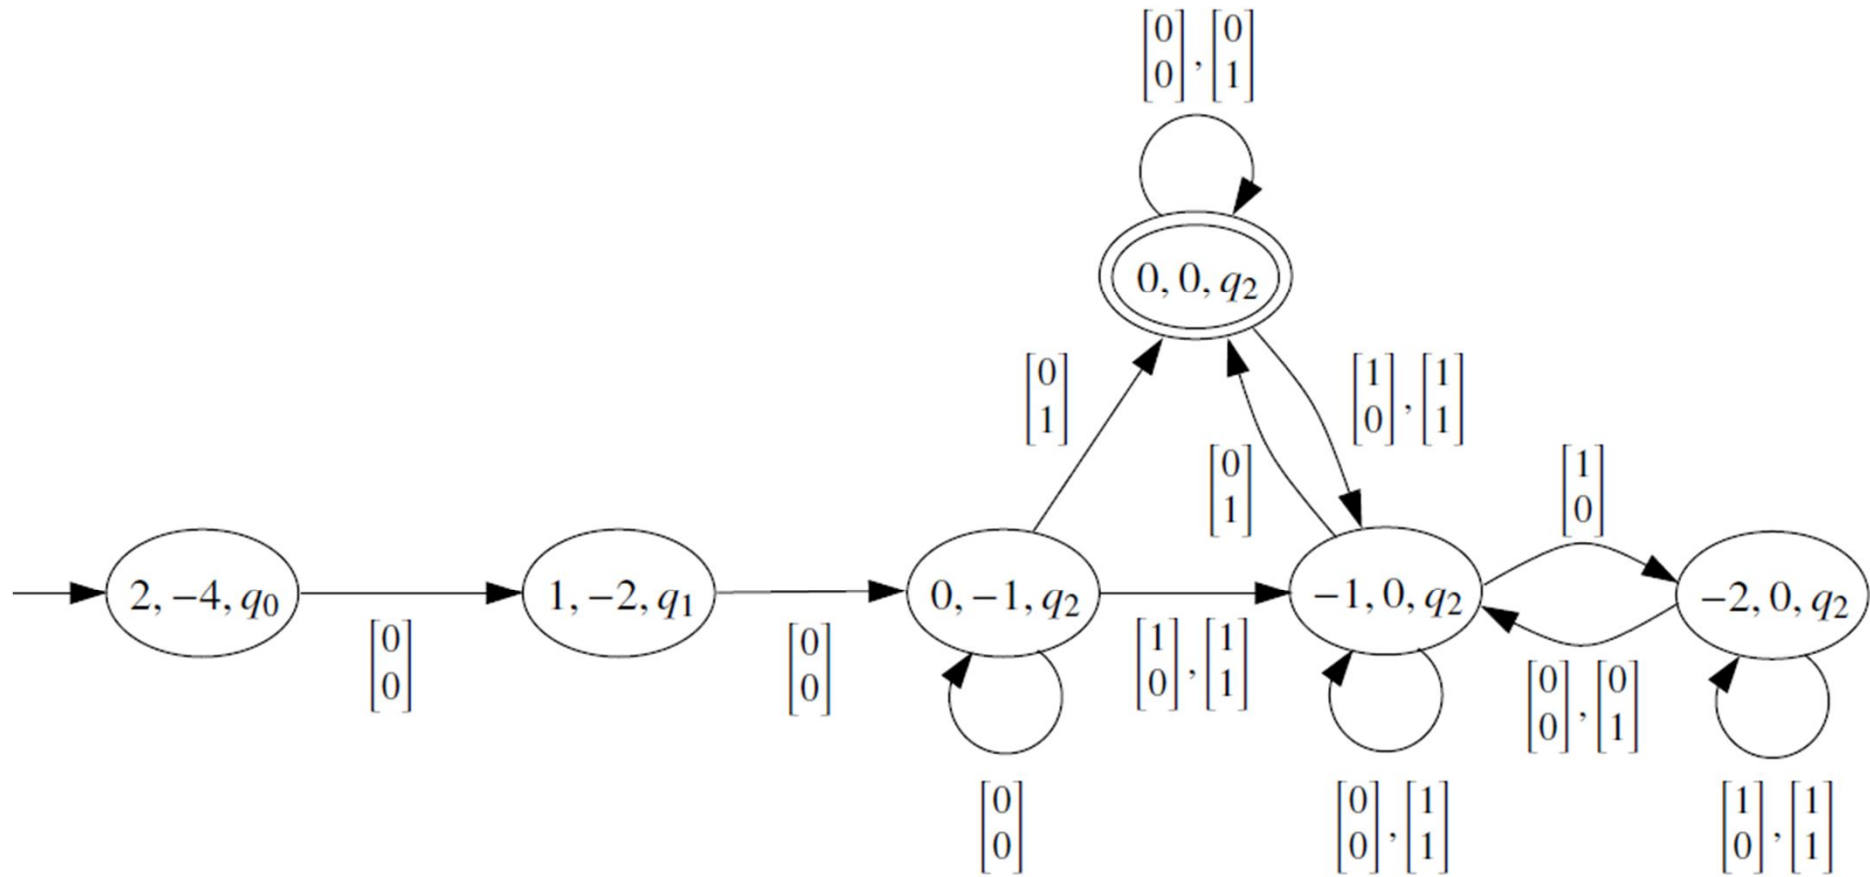 [0 0], [0 1]
0, 0, q₂
[0 1]
[1 0], [1 1]
[0 1]
[1 0]
2, −4, q₀
1, −2, q₁
0, −1, q₂
−1, 0, q₂
−2, 0, q₂
[0 0]
[0 0]
[1 0], [1 1]
[0 0], [0 1]
[0 0]
[0 0], [1 1]
[1 0], [1 1]